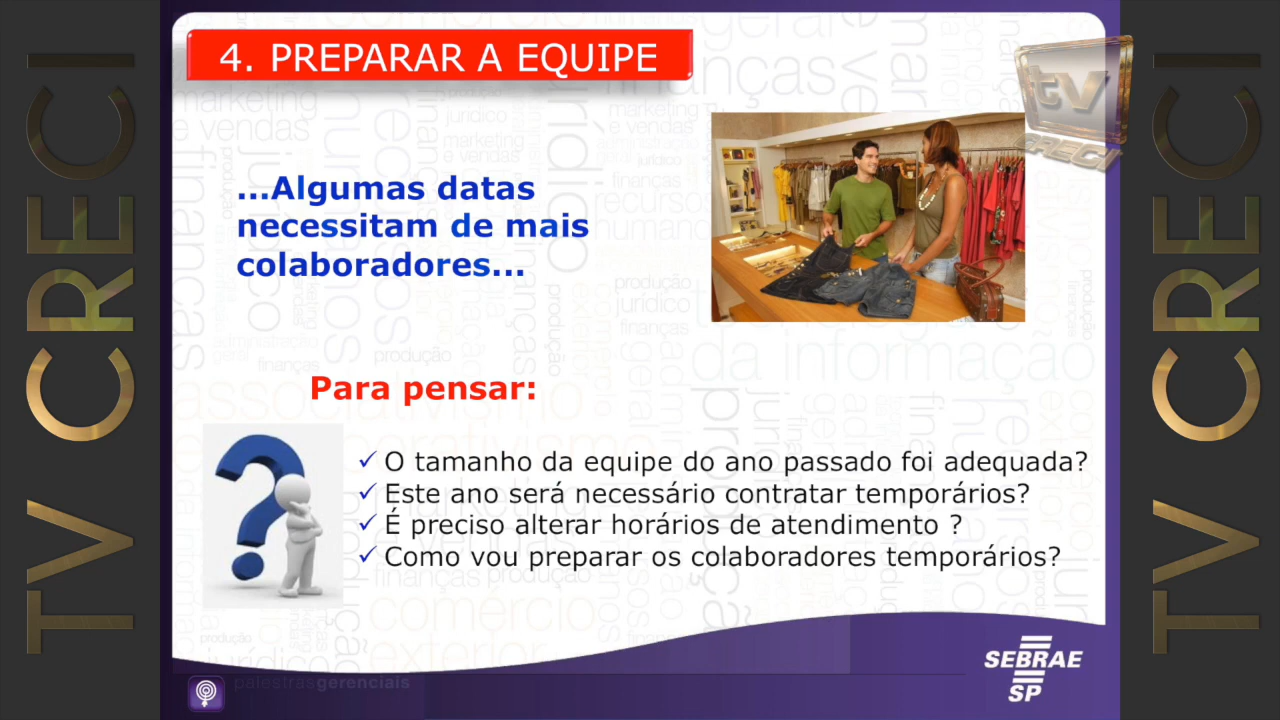 4. PREPARAR A EQUIPE
tv
CRECI
...Algumas datas
necessitam de mais
colaboradores...
Para pensar:
O tamanho da equipe do ano passado foi adequada?
Este ano será necessário contratar temporários?
É preciso alterar horários de atendimento ?
Como vou preparar os colaboradores temporários?
palestrasgerenciais
SEBRAE
SP
TV CRECI
TV CRECI